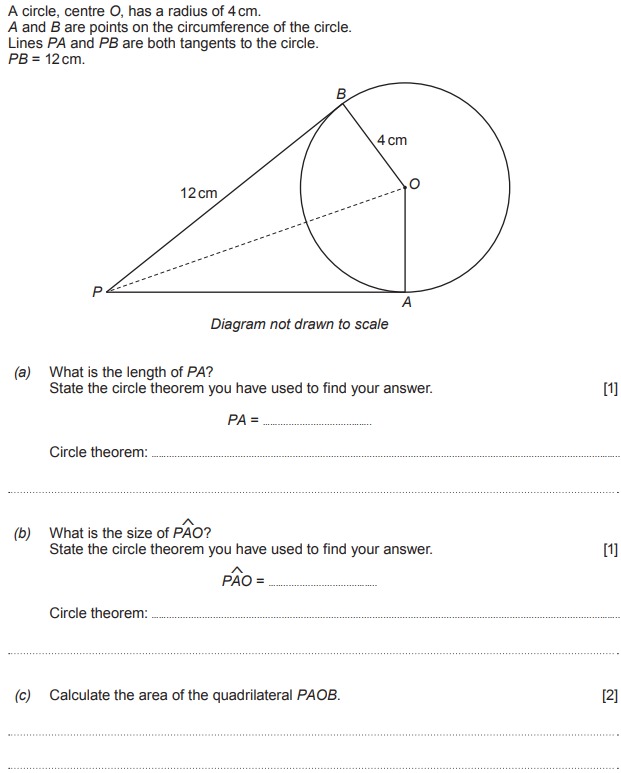 A circle, centre O, has a radius of 4 cm.
A and B are points on the circumference of the circle.
Lines PA and PB are both tangents to the circle.
PB = 12 cm.
B
4 cm
O
12 cm
P
A
Diagram not drawn to scale
(a) What is the length of PA?
State the circle theorem you have used to find your answer. [1]
PA = ....................................
Circle theorem: ....................................
(b) What is the size of PÂO?
State the circle theorem you have used to find your answer. [1]
PÂO = ....................................
Circle theorem: ....................................
(c) Calculate the area of the quadrilateral PAOB. [2]